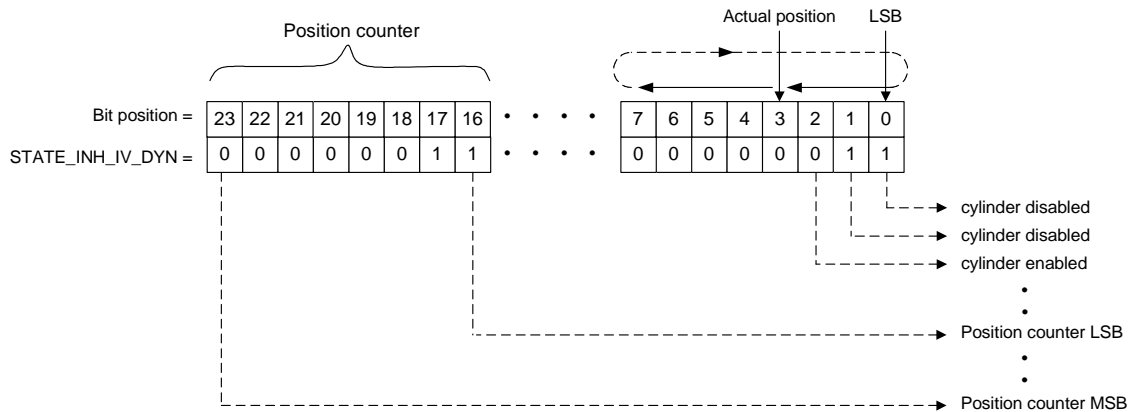 Actual position LSB
Position counter
Bit position = 23 22 21 20 19 18 17 16 • • • • 7 6 5 4 3 2 1 0
STATE_INH_IV_DYN = 0 0 0 0 0 0 1 1 • • • • 0 0 0 0 0 0 1 1
cylinder disabled
cylinder disabled
cylinder enabled
•
•
Position counter LSB
•
•
Position counter MSB